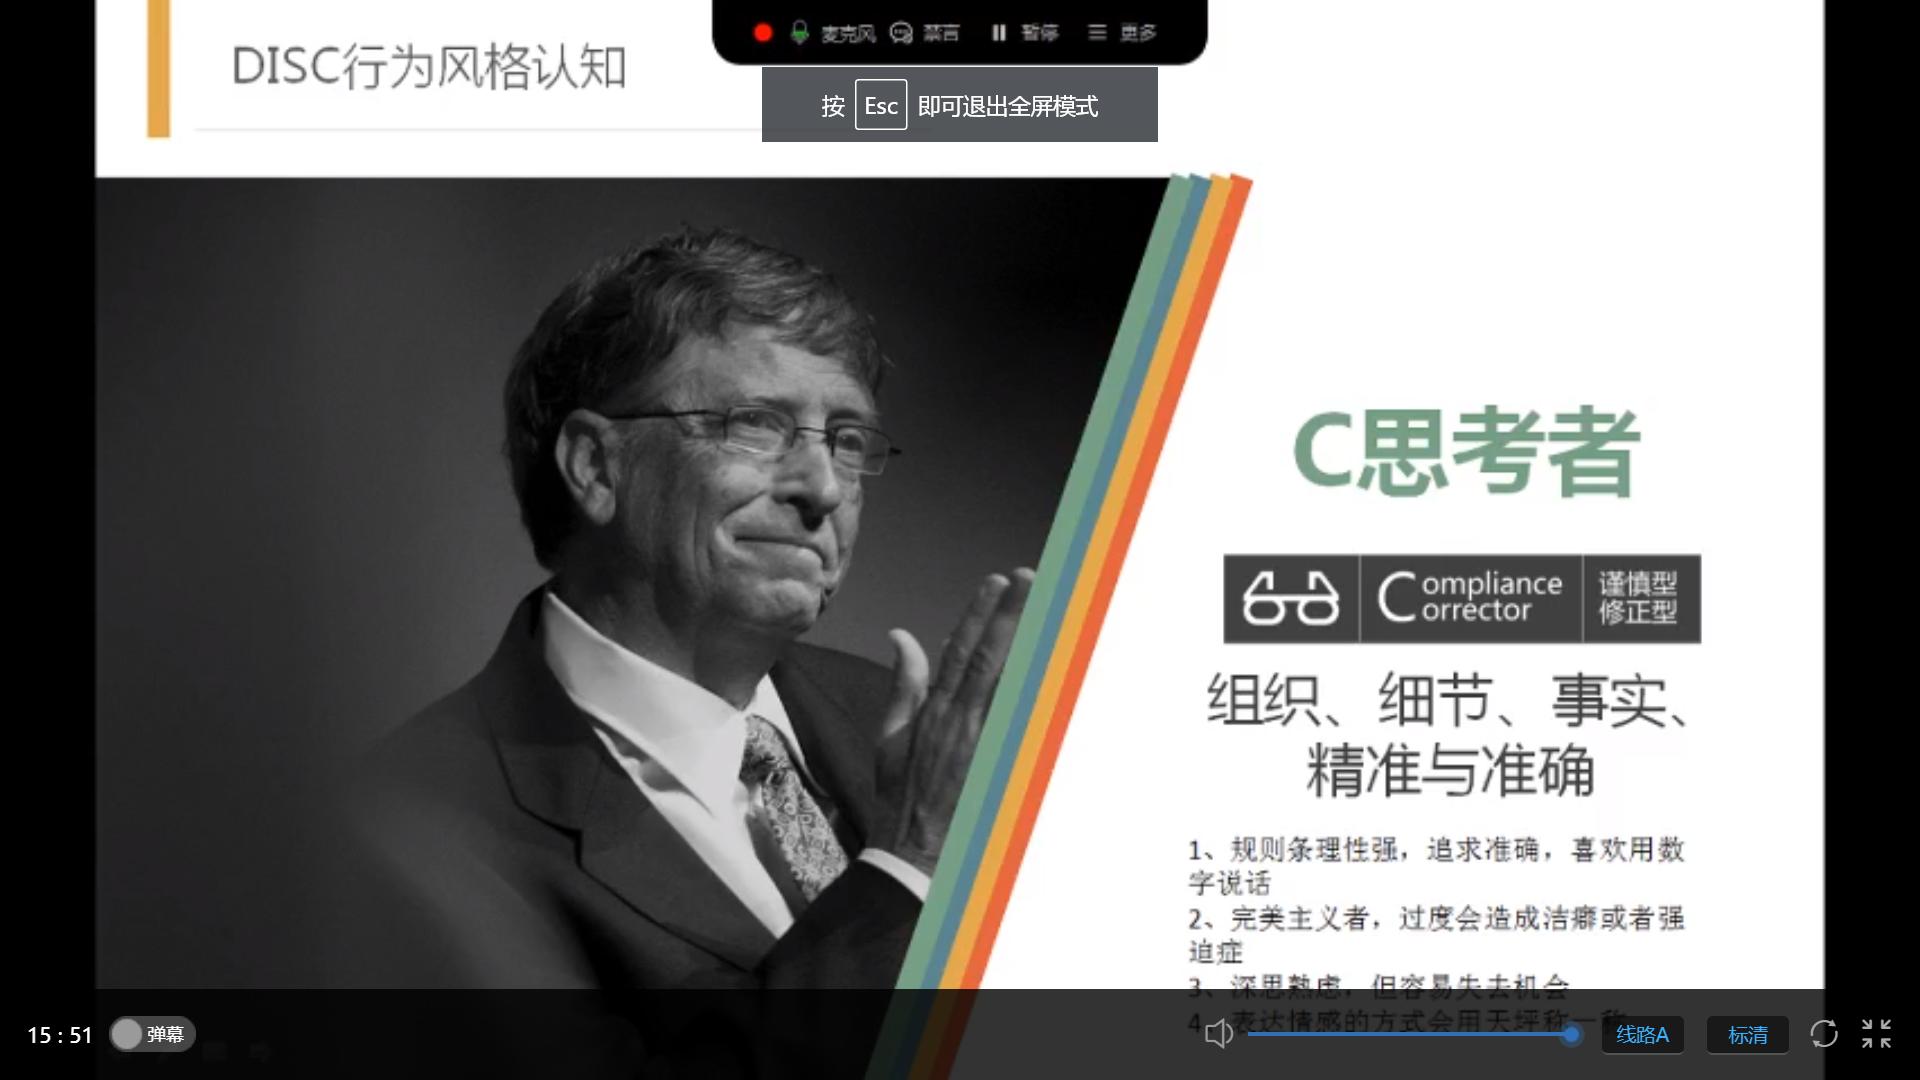 麦克风 禁言 暂停 更多
DISC行为风格认知
按 Esc 即可退出全屏模式
C思考者
Compliance
Corrector
谨慎型
修正型
组织、细节、事实、
精准与准确
1、规则条理性强，追求准确，喜欢用数
字说话
2、完美主义者，过度会造成洁癖或者强
迫症
3、深思熟虑，但容易失去机会
4、表达情感的方式会用天坪称一称
15 : 51 弹幕 线路A 标清